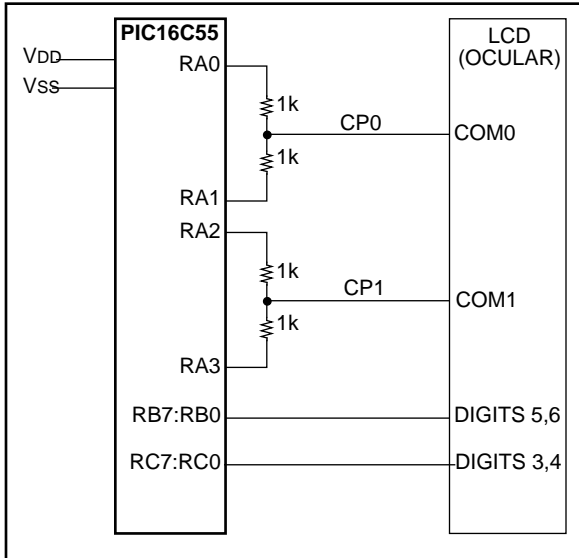 PIC16C55
VDD
VSS
RA0
1k
1k
RA1
CP0
RA2
1k
1k
RA3
CP1
RB7:RB0
RC7:RC0
LCD
(OCULAR)
COM0
COM1
DIGITS 5,6
DIGITS 3,4